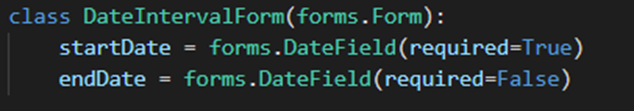 class DateIntervalForm(forms.Form):
    startDate = forms.DateField(required=True)
    endDate = forms.DateField(required=False)